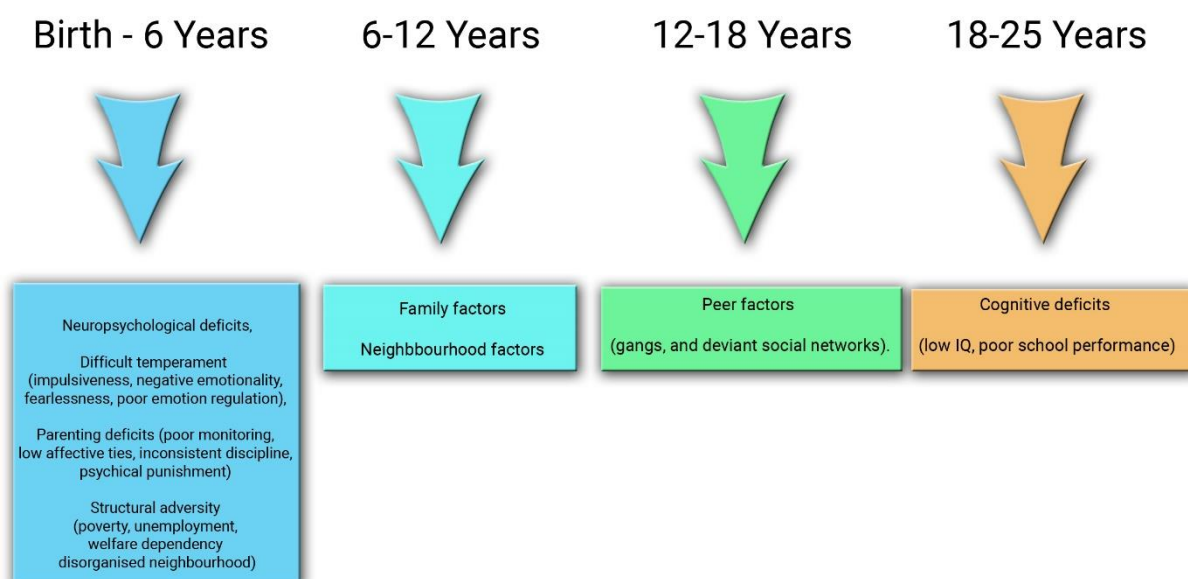 Birth - 6 Years
6-12 Years
12-18 Years
18-25 Years
Neuropsychological deficits,
Difficult temperament
(impulsiveness, negative emotionality,
fearlessness, poor emotion regulation),
Parenting deficits (poor monitoring,
low affective ties, inconsistent discipline,
psychical punishment)
Structural adversity
(poverty, unemployment,
welfare dependency
disorganised neighbourhood)
Family factors
Neighbbourhood factors
Peer factors
(gangs, and deviant social networks).
Cognitive deficits
(low IQ, poor school performance)